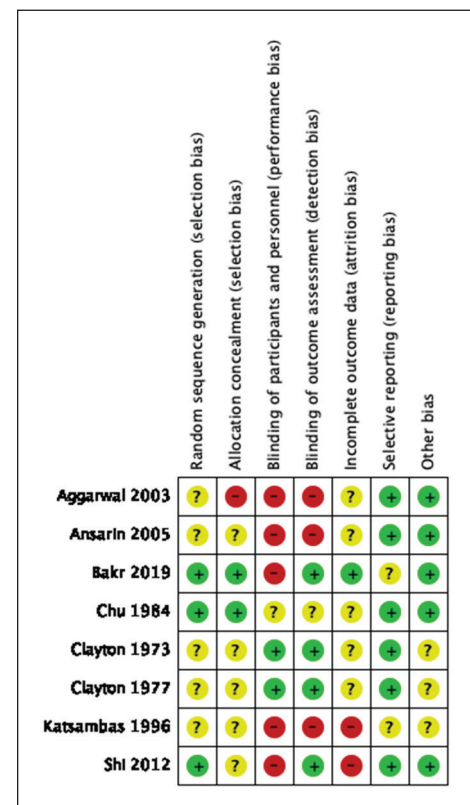 Random sequence generation (selection bias)
Allocation concealment (selection bias)
Blinding of participants and personnel (performance bias)
Blinding of outcome assessment (detection bias)
Incomplete outcome data (attrition bias)
Selective reporting (reporting bias)
Other bias
Aggarwal 2003 ? - - - ? + +
Ansarin 2005 ? ? - - ? + +
Bakr 2019 + + - + + ? +
Chu 1984 + + ? ? ? + +
Clayton 1973 ? ? + + ? + ?
Clayton 1977 ? ? + + ? + ?
Katsambas 1996 ? ? - - - ? ?
Shi 2012 + ? - + - + +